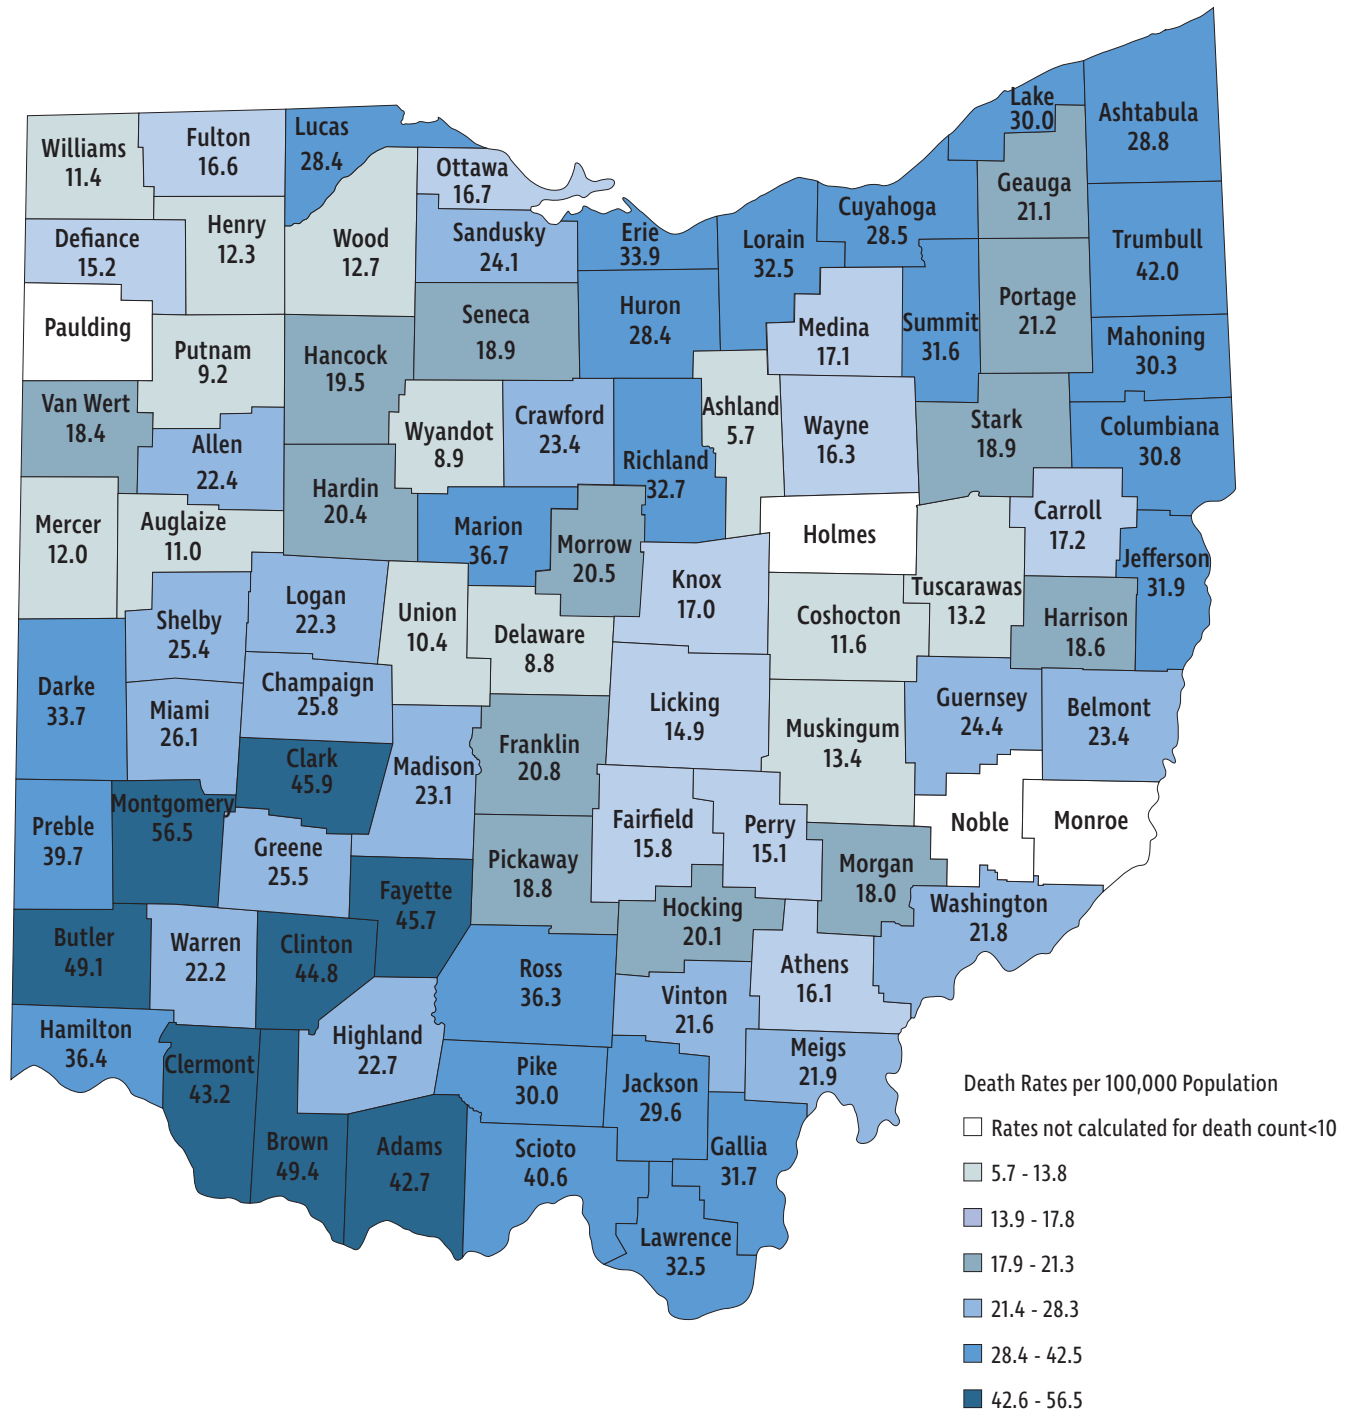 Williams
11.4
Fulton
16.6
Lucas
28.4
Ottawa
16.7
Lake
30.0
Ashtabula
28.8
Defiance
15.2
Henry
12.3
Wood
12.7
Sandusky
24.1
Erie
33.9
Lorain
32.5
Cuyahoga
28.5
Geauga
21.1
Trumbull
42.0
Paulding
Putnam
9.2
Hancock
19.5
Seneca
18.9
Huron
28.4
Medina
17.1
Summit
31.6
Portage
21.2
Mahoning
30.3
Van Wert
18.4
Allen
22.4
Wyandot
8.9
Crawford
23.4
Richland
32.7
Ashland
5.7
Wayne
16.3
Stark
18.9
Columbiana
30.8
Mercer
12.0
Auglaize
11.0
Hardin
20.4
Marion
36.7
Morrow
20.5
Knox
17.0
Holmes
Tuscarawas
13.2
Carroll
17.2
Jefferson
31.9
Shelby
25.4
Logan
22.3
Union
10.4
Delaware
8.8
Coshocton
11.6
Harrison
18.6
Darke
33.7
Miami
26.1
Champaign
25.8
Licking
14.9
Muskingum
13.4
Guernsey
24.4
Belmont
23.4
Clark
45.9
Madison
23.1
Franklin
20.8
Preble
39.7
Montgomery
56.5
Greene
25.5
Fayette
45.7
Pickaway
18.8
Fairfield
15.8
Perry
15.1
Morgan
18.0
Noble
Monroe
Butler
49.1
Warren
22.2
Clinton
44.8
Ross
36.3
Hocking
20.1
Athens
16.1
Washington
21.8
Hamilton
36.4
Clermont
43.2
Highland
22.7
Vinton
21.6
Meigs
21.9
Brown
49.4
Adams
42.7
Pike
30.0
Jackson
29.6
Scioto
40.6
Gallia
31.7
Lawrence
32.5
Death Rates per 100,000 Population
Rates not calculated for death count<10
5.7 - 13.8
13.9 - 17.8
17.9 - 21.3
21.4 - 28.3
28.4 - 42.5
42.6 - 56.5